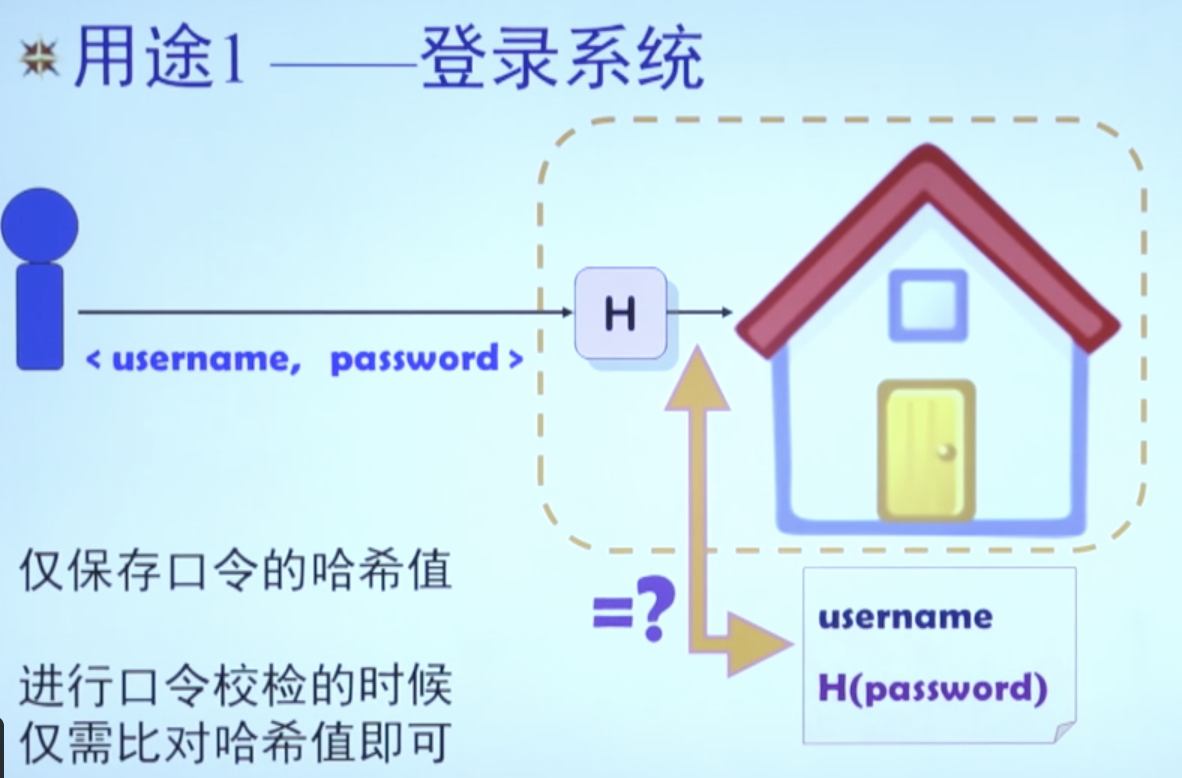 用途1 ——登录系统
H
< username, password >
仅保存口令的哈希值
=?
username
H(password)
进行口令校检的时候
仅需比对哈希值即可